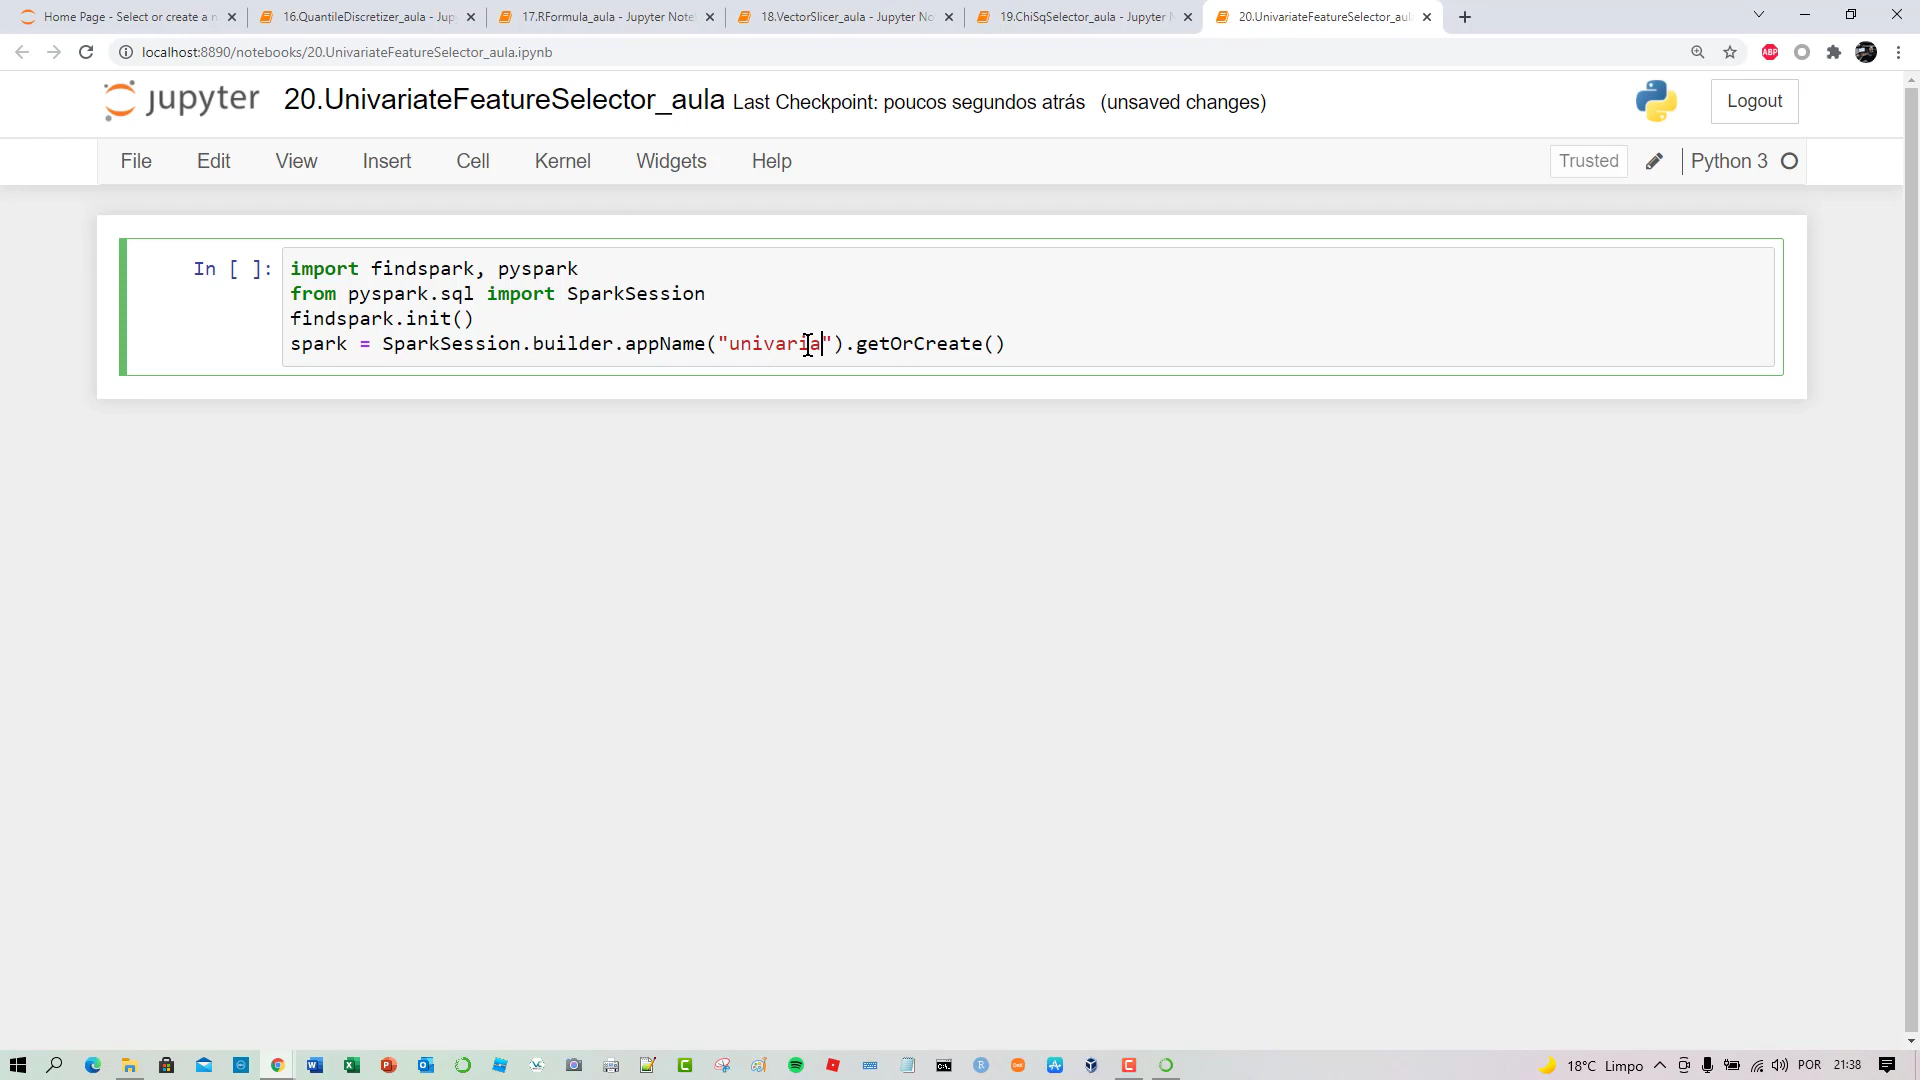 Home Page - Select or create a n
16.QuantileDiscretizer_aula - Jup
17.RFormula_aula - Jupyter Note
18.VectorSlicer_aula - Jupyter No
19.ChiSqSelector_aula - Jupyter
20.UnivariateFeatureSelector_aul
localhost:8890/notebooks/20.UnivariateFeatureSelector_aula.ipynb
ABP
jupyter 20.UnivariateFeatureSelector_aula Last Checkpoint: poucos segundos atrás (unsaved changes)
Logout
File Edit View Insert Cell Kernel Widgets Help
Trusted
Python 3
In [ ]:
import findspark, pyspark
from pyspark.sql import SparkSession
findspark.init()
spark = SparkSession.builder.appName("univaria").getOrCreate()
18°C Limpo
POR
21:38